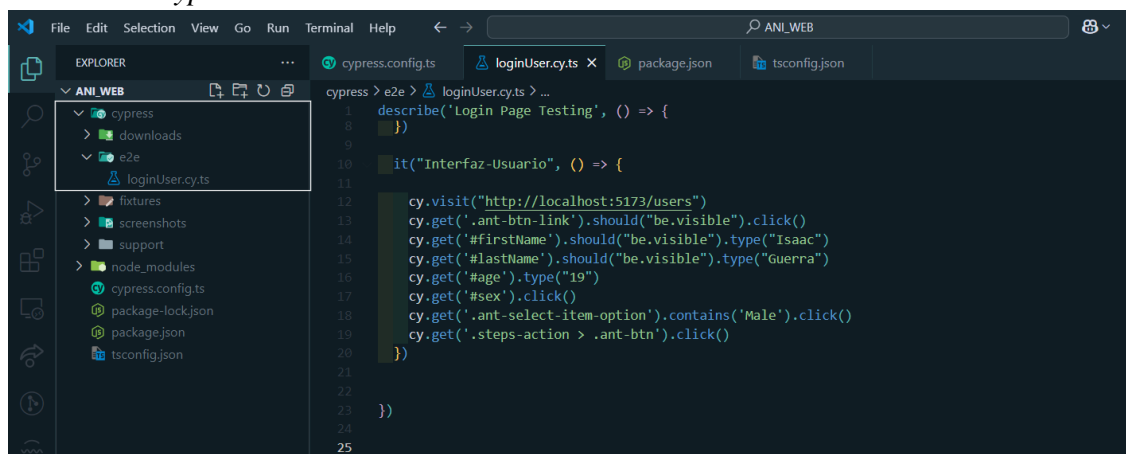 File Edit Selection View Go Run Terminal Help ANI_WEB
EXPLORER
ANI_WEB
cypress
downloads
e2e
loginUser.cy.ts
fixtures
screenshots
support
node_modules
cypress.config.ts
package-lock.json
package.json
tsconfig.json
cypress.config.ts loginUser.cy.ts package.json tsconfig.json
cypress > e2e > loginUser.cy.ts > ...
1 describe('Login Page Testing', () => {
8 })
9
10 it("Interfaz-Usuario", () => {
11
12 cy.visit("http://localhost:5173/users")
13 cy.get('.ant-btn-link').should("be.visible").click()
14 cy.get('#firstName').should("be.visible").type("Isaac")
15 cy.get('#lastName').should("be.visible").type("Guerra")
16 cy.get('#age').type("19")
17 cy.get('#sex').click()
18 cy.get('.ant-select-item-option').contains('Male').click()
19 cy.get('.steps-action > .ant-btn').click()
20 })
21
22
23 })
24
25